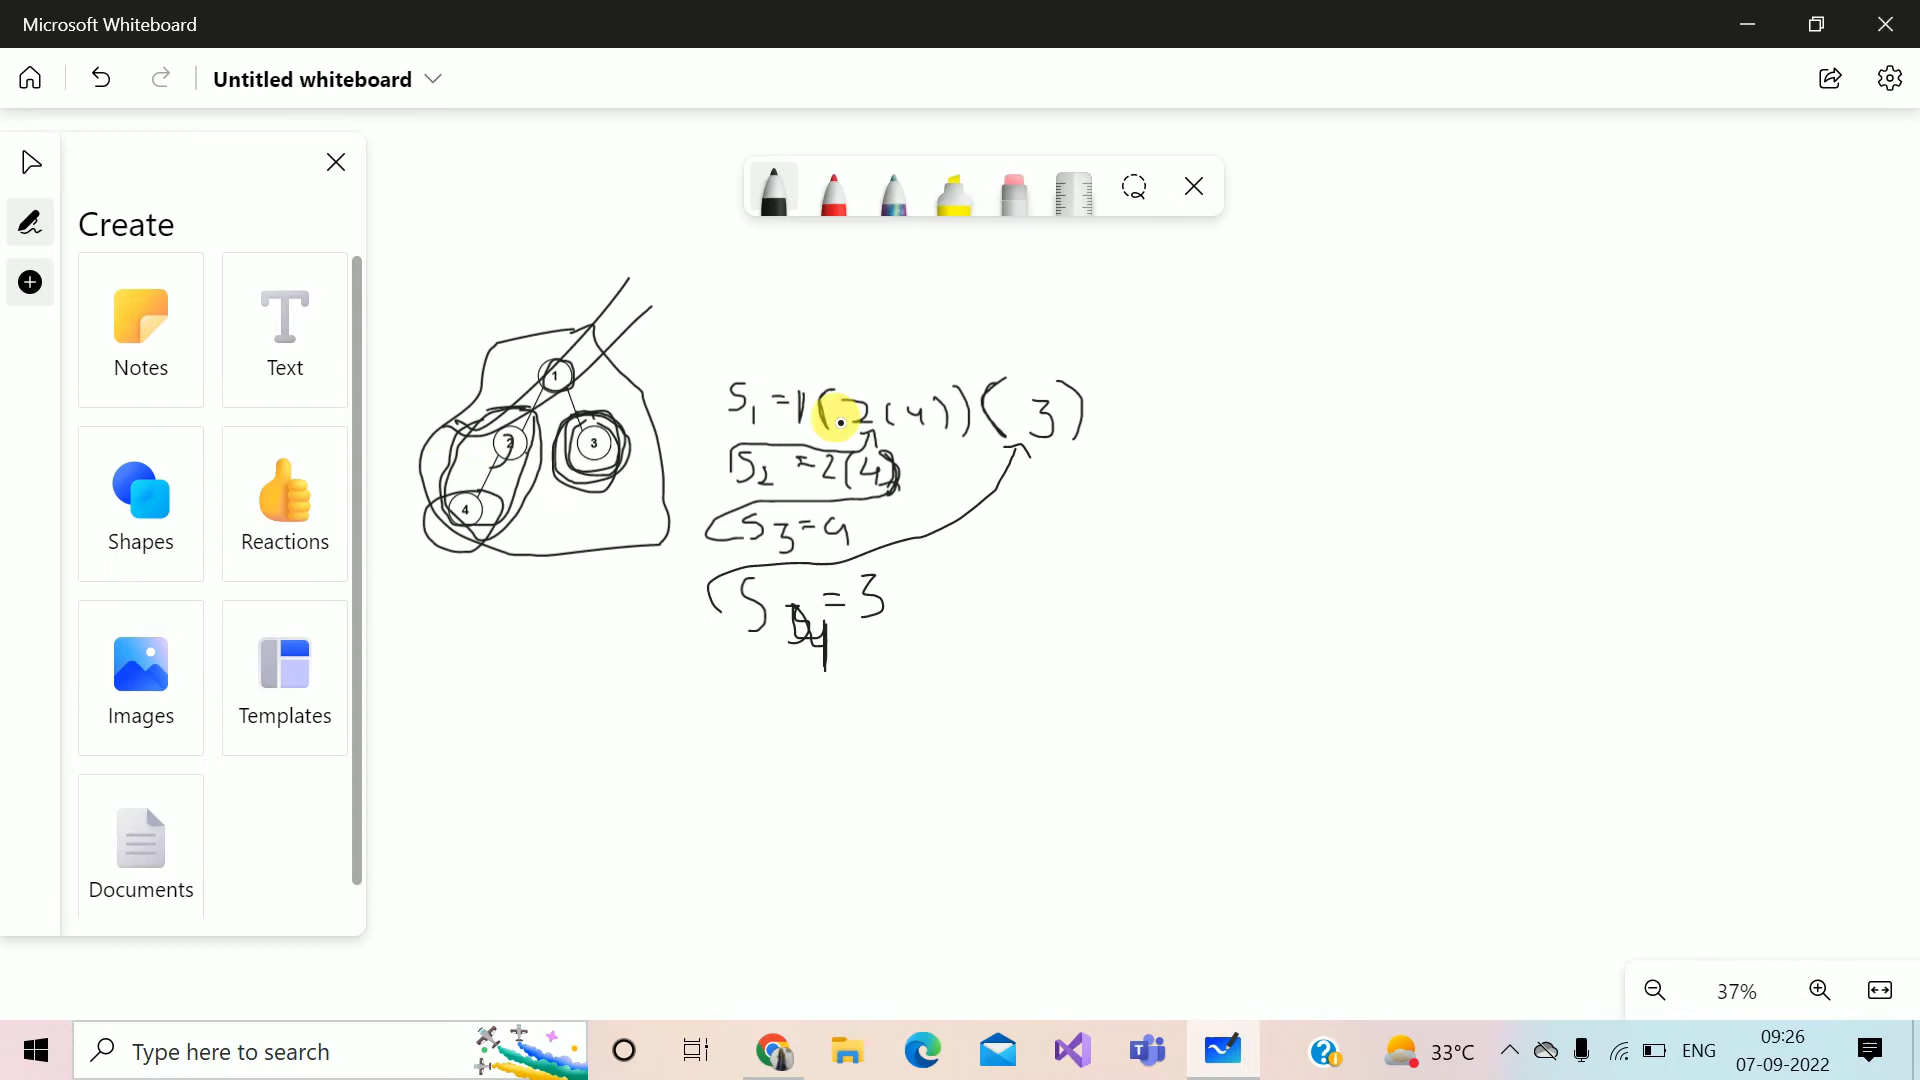 Microsoft Whiteboard
Untitled whiteboard
Create
Notes
Text
Shapes
Reactions
Images
Templates
Documents
1
2
3
4
S1 = 1(2(4))(3)
S2 = 2(4)
S3 = 4
S4 = 3
37%
Type here to search
33°C
ENG
09:26
07-09-2022